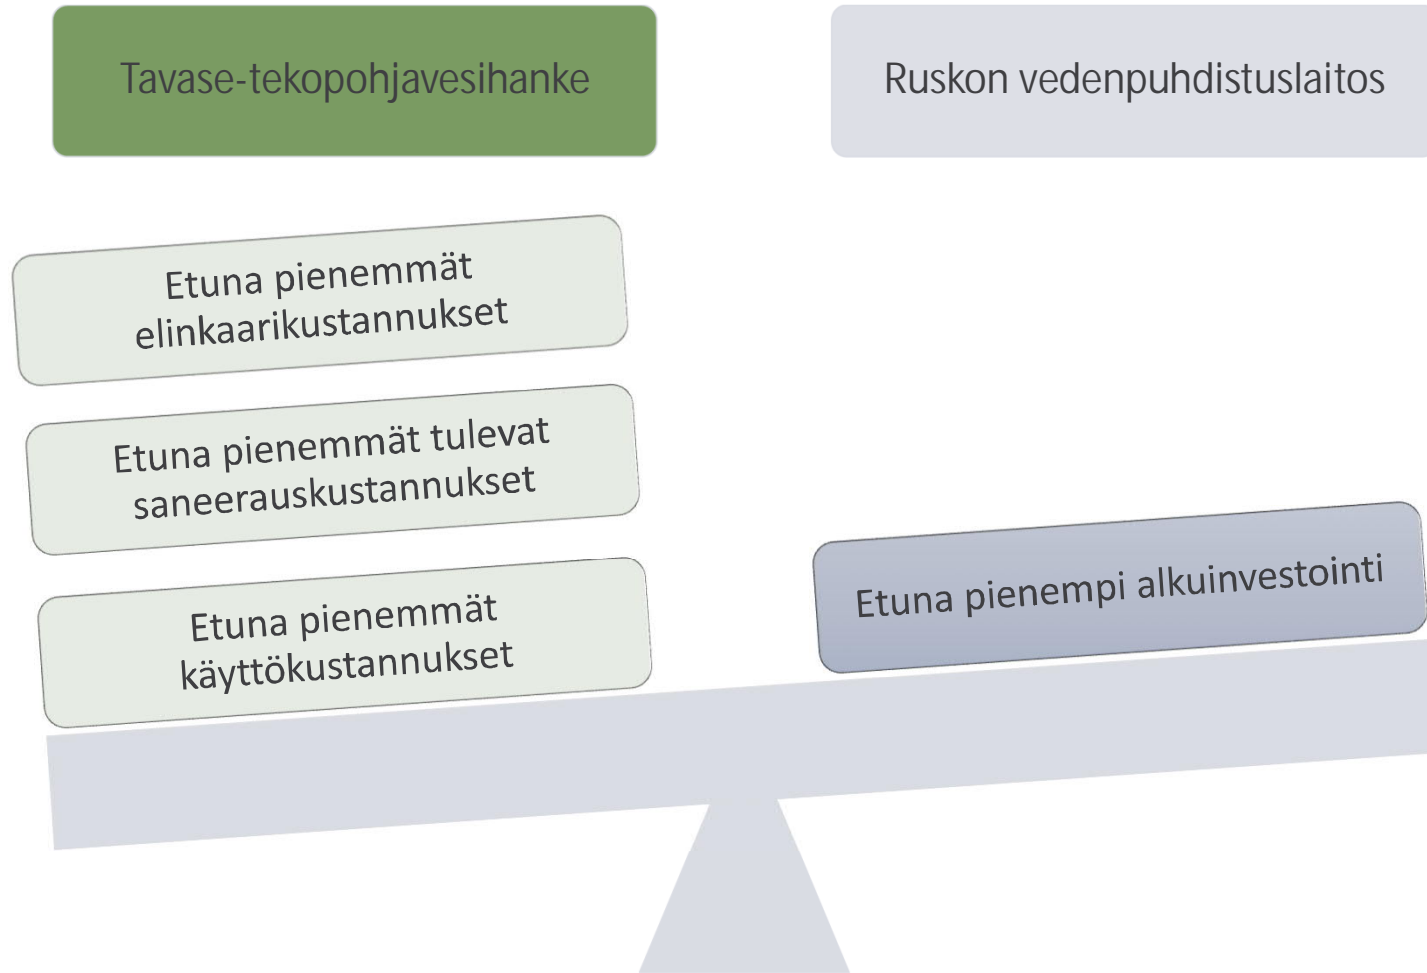 Tavase-tekopohjavesihanke
Ruskon vedenpuhdistuslaitos
Etuna pienemmät
elinkaarikustannukset
Etuna pienemmät tulevat
saneerauskustannukset
Etuna pienemmät
käyttökustannukset
Etuna pienempi alkuinvestointi